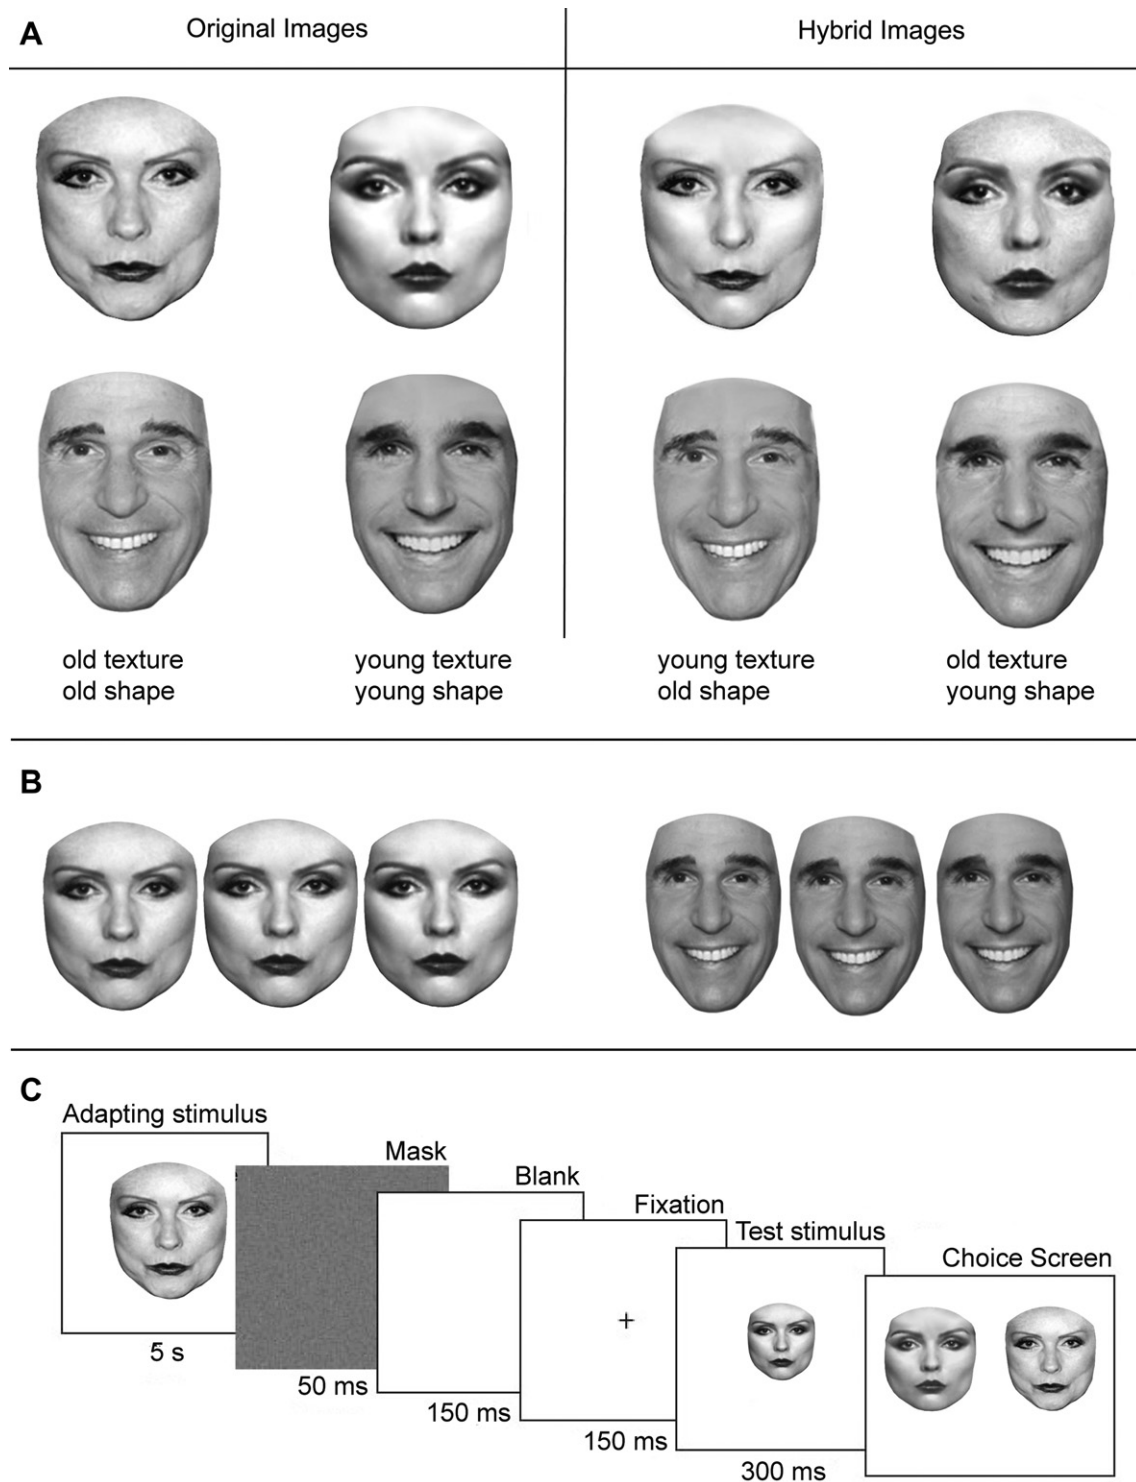 A
Original Images
Hybrid Images
old texture
old shape
young texture
young shape
young texture
old shape
old texture
young shape
B
C
Adapting stimulus
Mask
Blank
Fixation
Test stimulus
Choice Screen
+
5 s
50 ms
150 ms
150 ms
300 ms